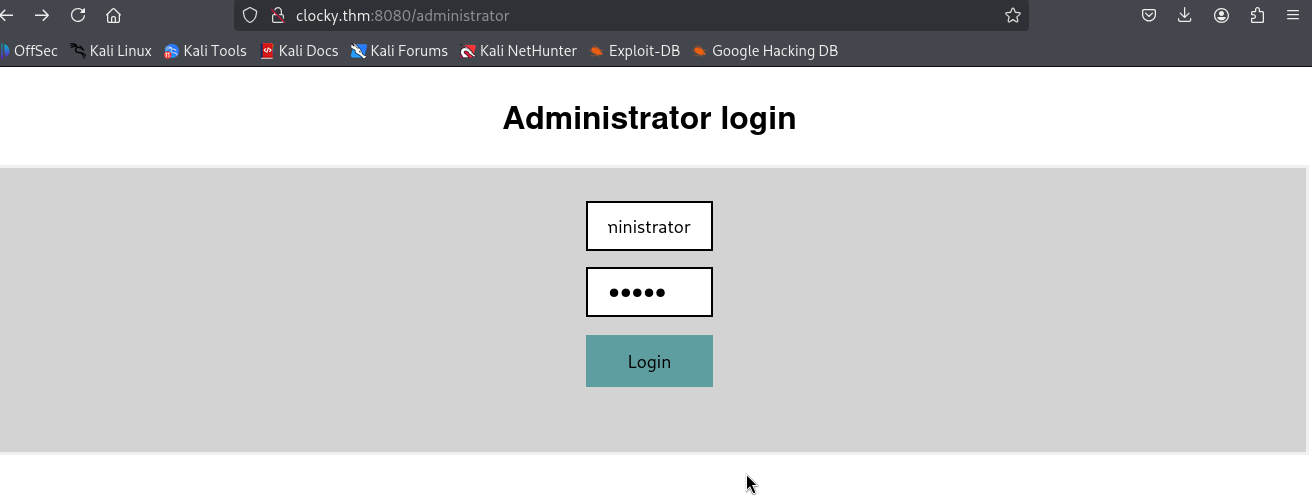 clocky.thm:8080/administrator
OffSec Kali Linux Kali Tools Kali Docs Kali Forums Kali NetHunter Exploit-DB Google Hacking DB
Administrator login
ninistrator
•••••
Login